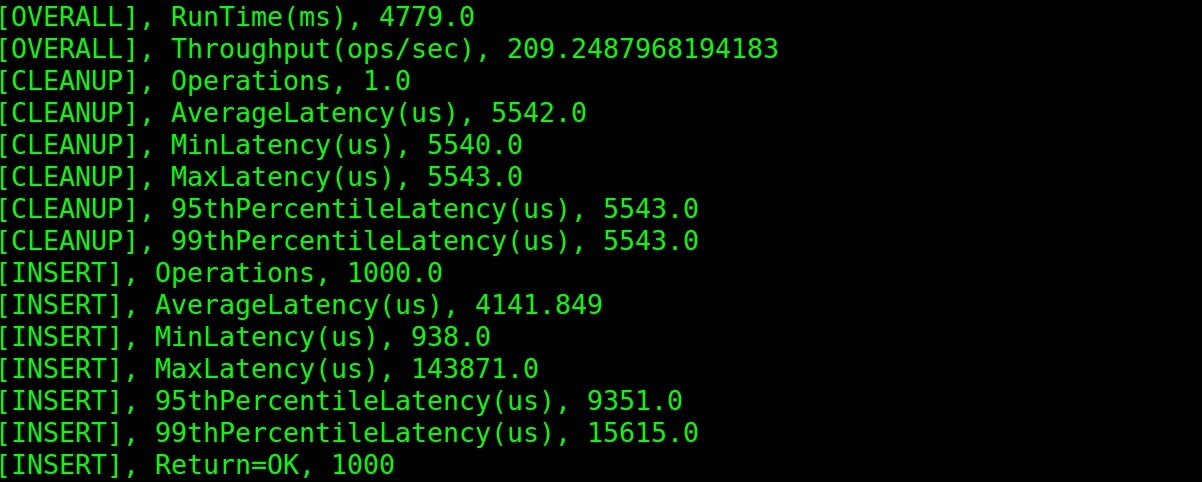 [OVERALL], RunTime(ms), 4779.0
[OVERALL], Throughput(ops/sec), 209.2487968194183
[CLEANUP], Operations, 1.0
[CLEANUP], AverageLatency(us), 5542.0
[CLEANUP], MinLatency(us), 5540.0
[CLEANUP], MaxLatency(us), 5543.0
[CLEANUP], 95thPercentileLatency(us), 5543.0
[CLEANUP], 99thPercentileLatency(us), 5543.0
[INSERT], Operations, 1000.0
[INSERT], AverageLatency(us), 4141.849
[INSERT], MinLatency(us), 938.0
[INSERT], MaxLatency(us), 143871.0
[INSERT], 95thPercentileLatency(us), 9351.0
[INSERT], 99thPercentileLatency(us), 15615.0
[INSERT], Return=OK, 1000